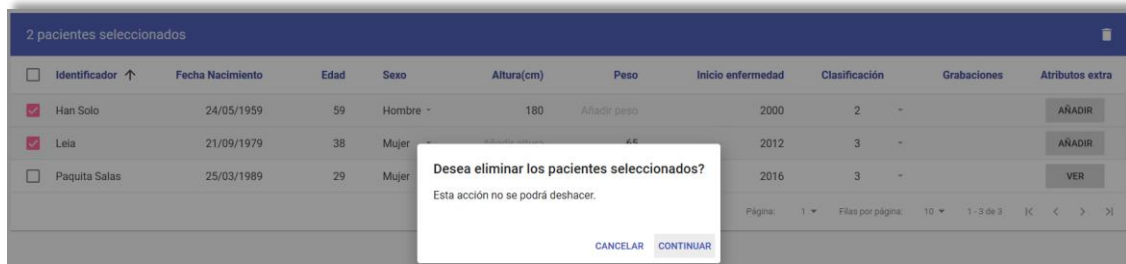 2 pacientes seleccionados
Identificador Fecha Nacimiento Edad Sexo Altura(cm) Peso Inicio enfermedad Clasificación Grabaciones Atributos extra
Han Solo 24/05/1959 59 Hombre 180 Añadir peso 2000 2 AÑADIR
Leia 21/09/1979 38 Mujer Añadir altura 65 2012 3 AÑADIR
Paquita Salas 25/03/1989 29 Mujer 2016 3 VER
Desea eliminar los pacientes seleccionados?
Esta acción no se podrá deshacer.
CANCELAR CONTINUAR
Página: 1 Filas por página: 10 1 - 3 de 3